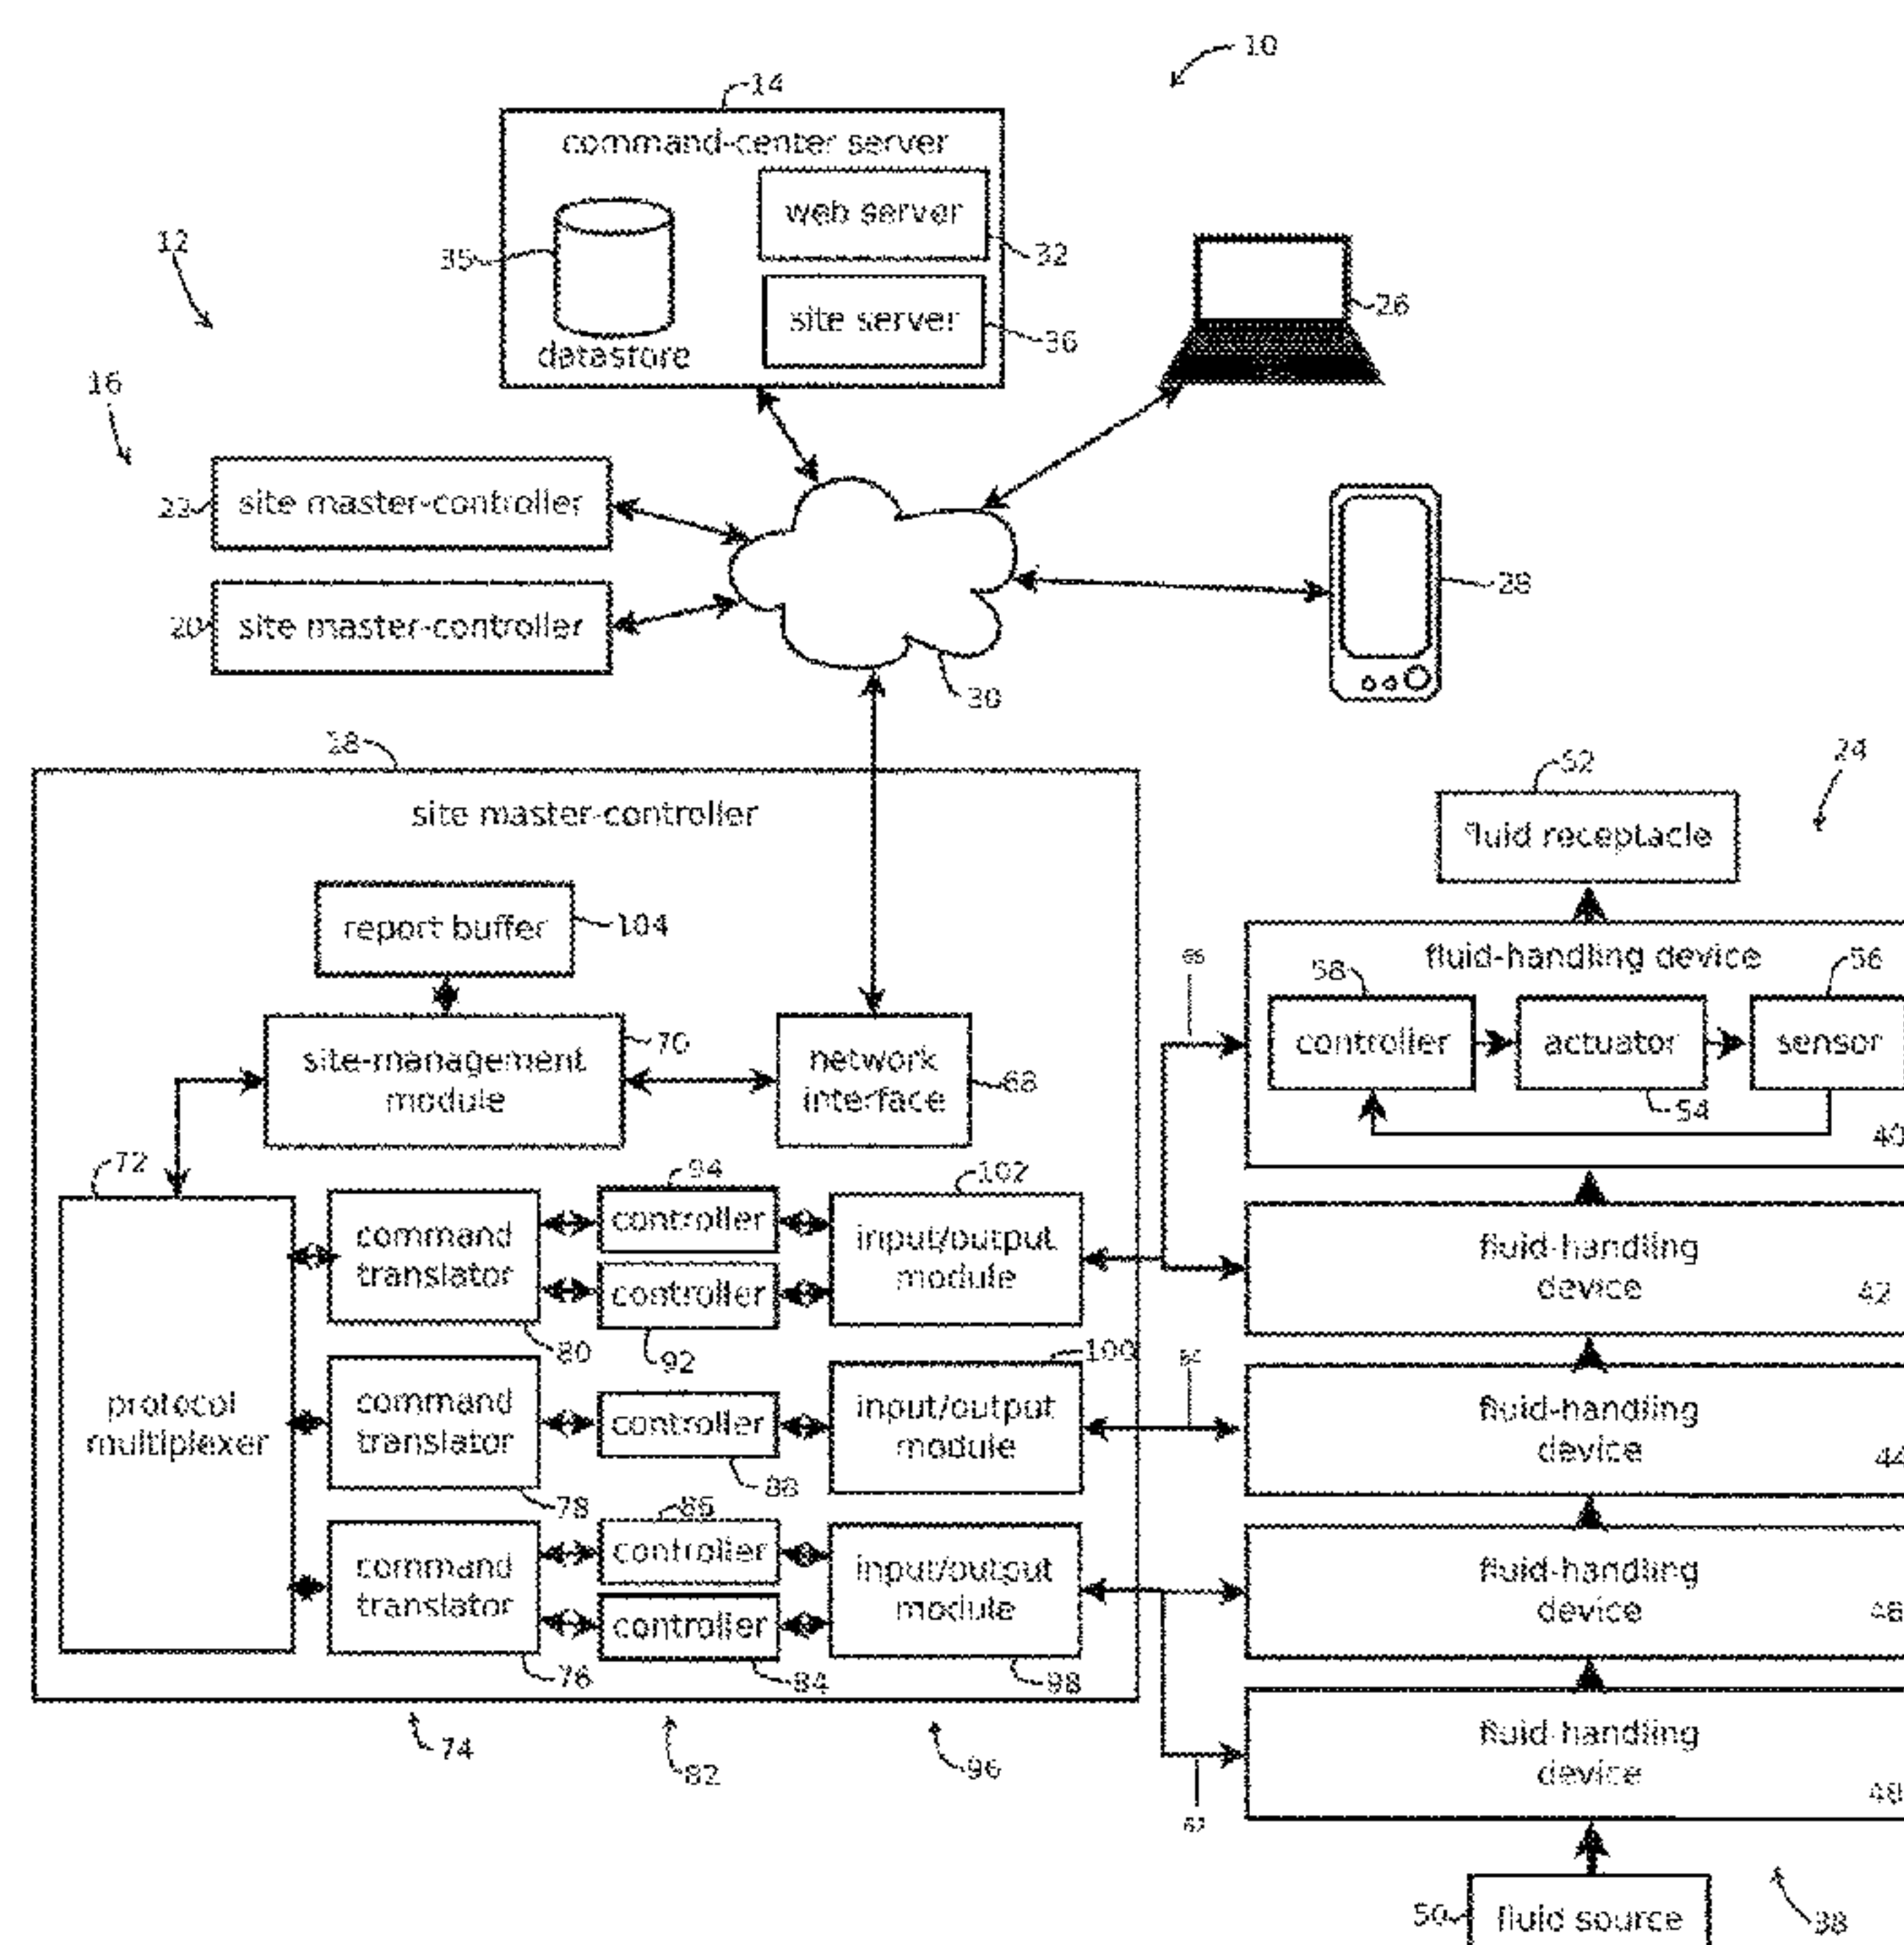 10
14
command-center server
web server
12
35
32
26
site server
datastore
36
16
22
site master-controller
28
20
site master-controller
30
18
site master-controller
52
24
fluid receptacle
report buffer
104
fluid-handling device
58
56
controller
actuator
sensor
54
40
site-management
module
70
network
interface
68
72
94
102
command
translator
controller
controller
input/output
module
fluid-handling
device
42
80
92
100
protocol
multiplexer
command
translator
controller
input/output
module
fluid-handling
device
44
78
88
86
command
translator
controller
controller
input/output
module
fluid-handling
device
76
84
98
74
82
96
fluid-handling
device
48
50
fluid source
38